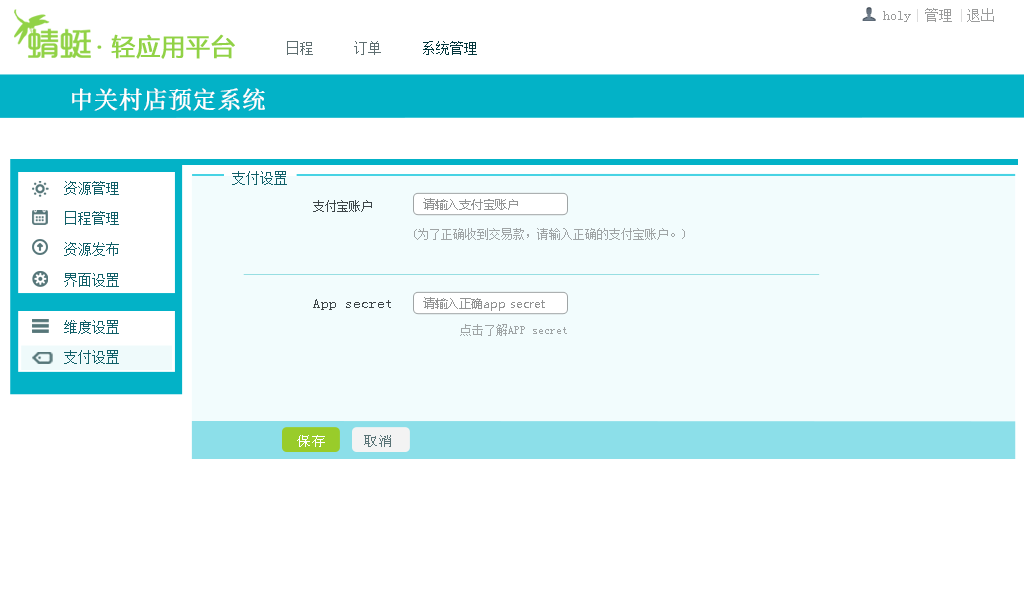 holy 管理 退出
蜻蜓·轻应用平台 日程 订单 系统管理
中关村店预定系统
资源管理
日程管理
资源发布
界面设置
维度设置
支付设置
支付设置
支付宝账户 请输入支付宝账户
(为了正确收到交易款，请输入正确的支付宝账户。)
App secret 请输入正确app secret
点击了解APP secret
保存 取消